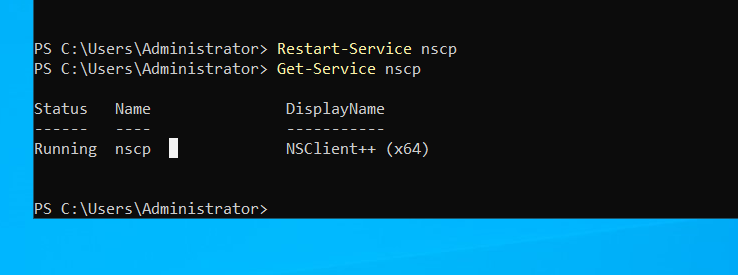 PS C:\Users\Administrator> Restart-Service nscp
PS C:\Users\Administrator> Get-Service nscp
Status   Name               DisplayName
------   ----               -----------
Running  nscp               NSClient++ (x64)
PS C:\Users\Administrator>